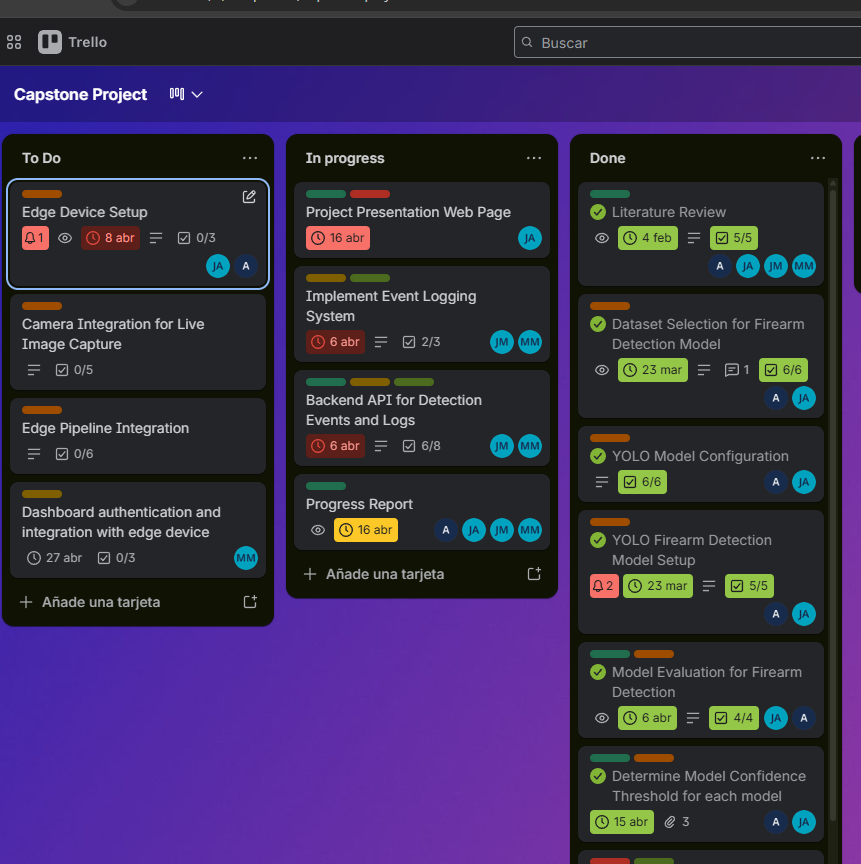 Trello
Buscar
Capstone Project
To Do
Edge Device Setup
1
8 abr
0/3
JA
A
Camera Integration for Live
Image Capture
0/5
Edge Pipeline Integration
0/6
Dashboard authentication and
integration with edge device
27 abr
0/3
MM
Añade una tarjeta
In progress
Project Presentation Web Page
16 abr
JA
Implement Event Logging
System
6 abr
2/3
JM
MM
Backend API for Detection
Events and Logs
6 abr
6/8
JM
MM
Progress Report
16 abr
A
JA
JM
MM
Añade una tarjeta
Done
Literature Review
4 feb
5/5
A
JA
JM
MM
Dataset Selection for Firearm
Detection Model
23 mar
1
6/6
A
JA
YOLO Model Configuration
6/6
A
JA
YOLO Firearm Detection
Model Setup
2
23 mar
5/5
A
JA
Model Evaluation for Firearm
Detection
6 abr
4/4
JA
A
Determine Model Confidence
Threshold for each model
15 abr
3
A
JA